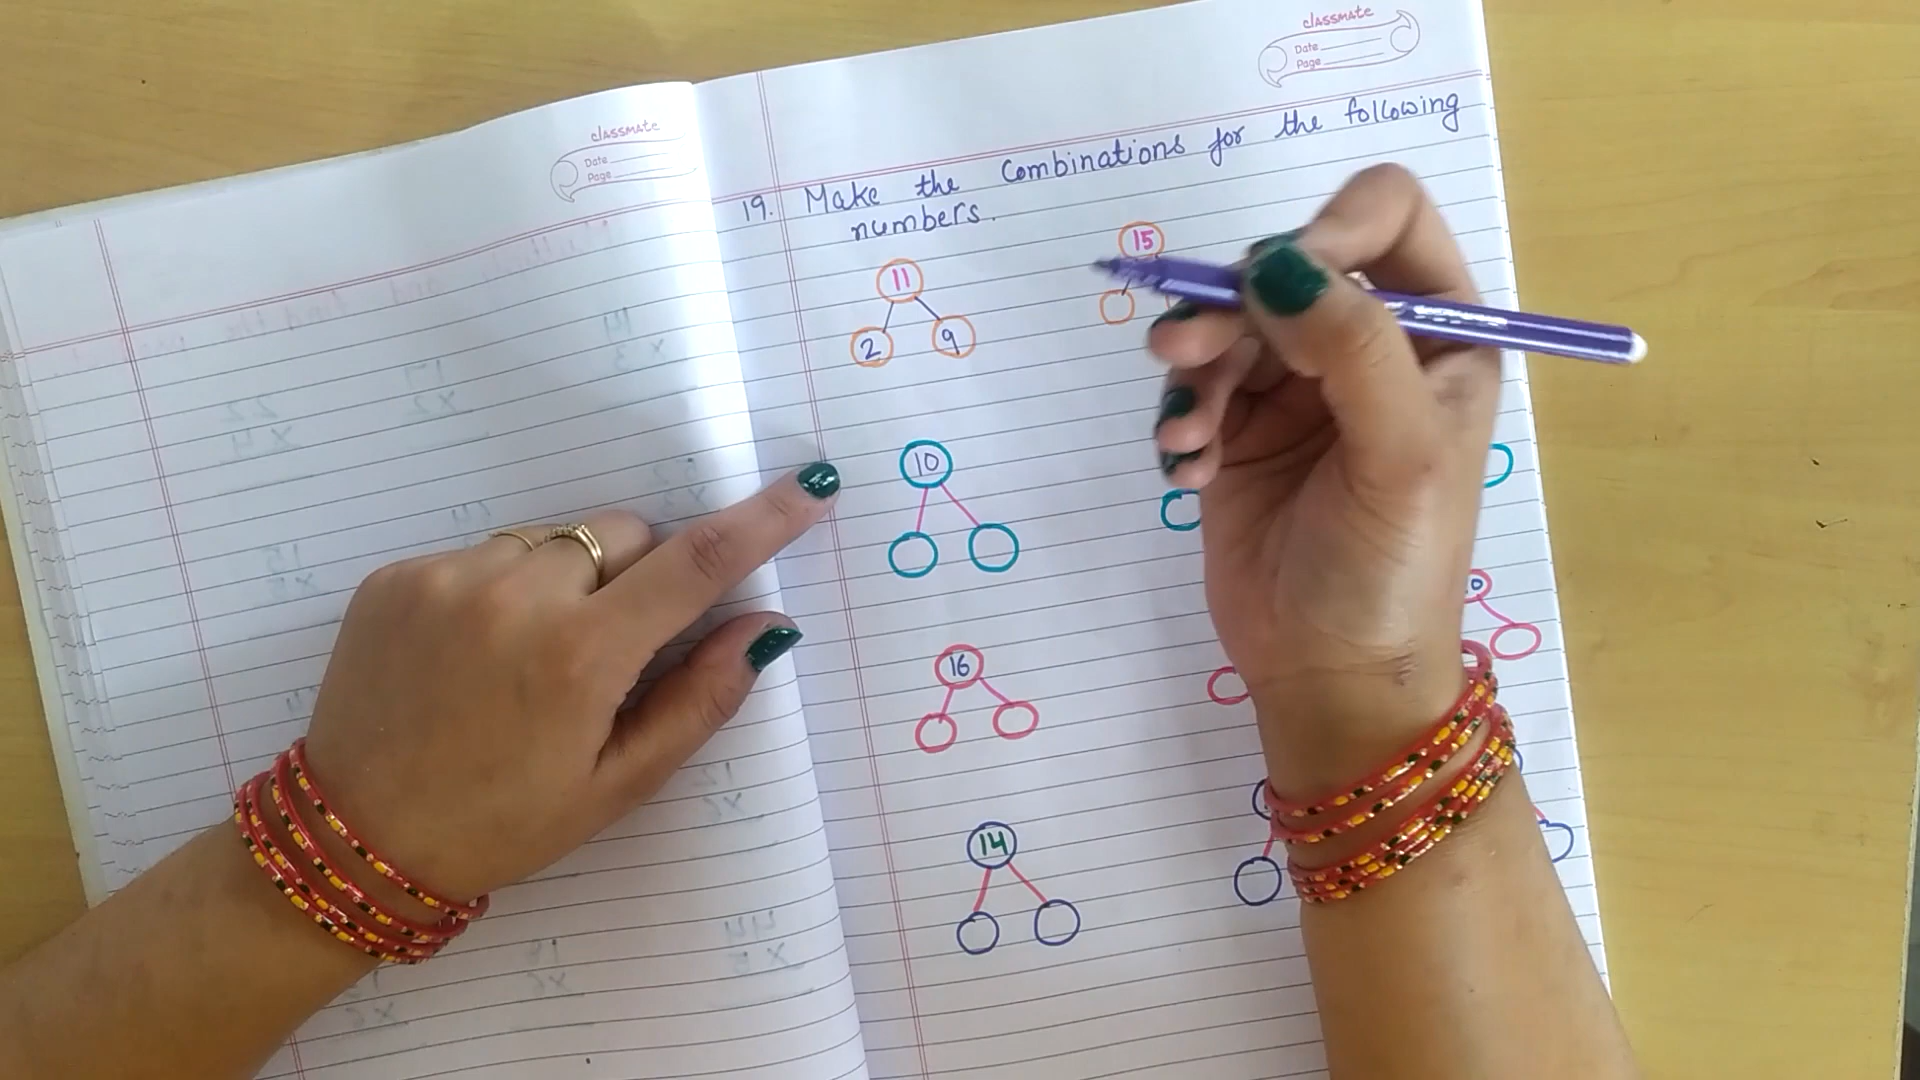 classmate
Date
Page
classmate
Date
Page
19. Make the Combinations for the following
numbers.
11
15
2
9
10
16
14